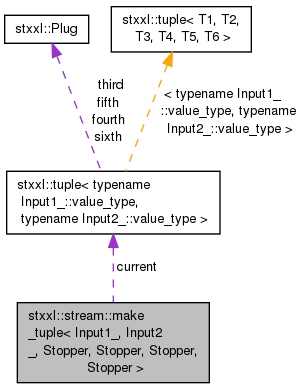 stxxl::Plug
stxxl::tuple< T1, T2,
T3, T4, T5, T6 >
third
fifth
fourth
sixth
< typename Input1_
::value_type, typename
Input2_::value_type >
stxxl::tuple< typename
Input1_::value_type,
typename Input2_::value_type >
current
stxxl::stream::make
_tuple< Input1_, Input2
_, Stopper, Stopper, Stopper,
Stopper >